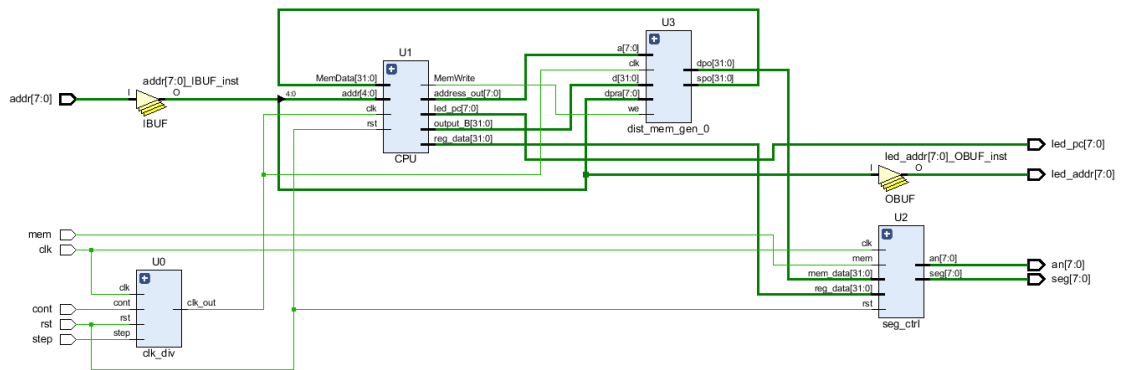 addr[7:0]
addr[7:0]_IBUF_inst
I
O
IBUF
4:0
U1
MemData[31:0]
addr[4:0]
clk
rst
MemWrite
address_out[7:0]
led_pc[7:0]
output_B[31:0]
reg_data[31:0]
CPU
U3
a[7:0]
clk
d[31:0]
dpra[7:0]
we
dpo[31:0]
spo[31:0]
dist_mem_gen_0
led_pc[7:0]
led_addr[7:0]_OBUF_inst
I
O
OBUF
led_addr[7:0]
mem
clk
cont
rst
step
U0
clk
cont
rst
step
clk_out
clk_div
U2
clk
mem
mem_data[31:0]
reg_data[31:0]
rst
an[7:0]
seg[7:0]
seg_ctrl
an[7:0]
seg[7:0]